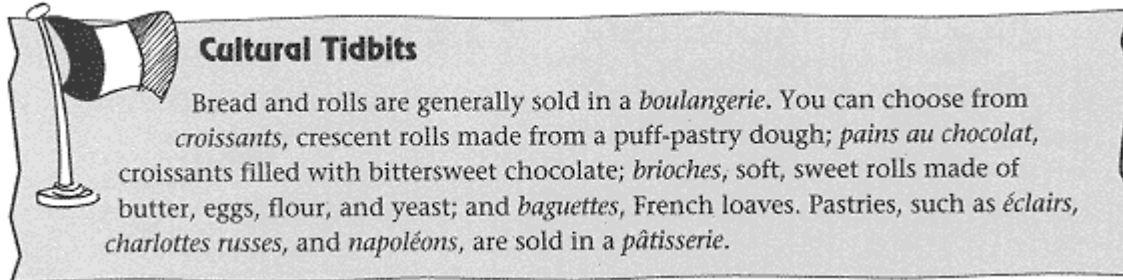 Cultural Tidbits
Bread and rolls are generally sold in a boulangerie. You can choose from
croissants, crescent rolls made from a puff-pastry dough; pains au chocolat,
croissants filled with bittersweet chocolate; brioches, soft, sweet rolls made of
butter, eggs, flour, and yeast; and baguettes, French loaves. Pastries, such as éclairs,
charlottes russes, and napoléons, are sold in a pâtisserie.